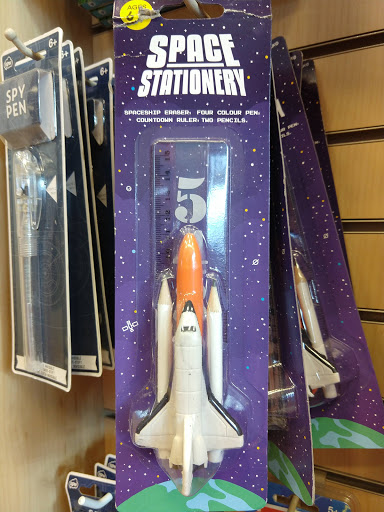 AGES
6+
SPACE
STATIONERY
SPACESHIP ERASER: FOUR COLOUR PEN:
COUNTDOWN RULER: TWO PENCILS.
5
6+
SPY
PEN
6+